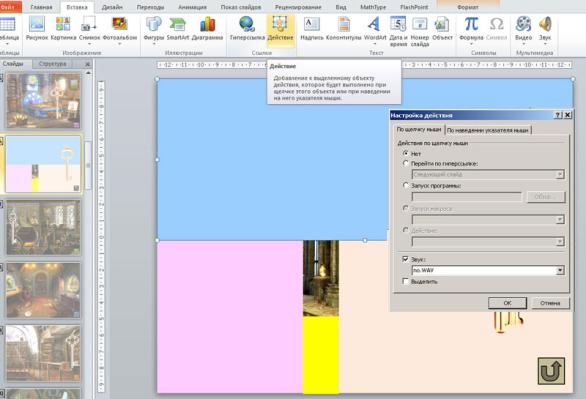 Файл Главная Вставка Дизайн Переходы Анимация Показ слайдов Рецензирование Вид MathType FlashPoint Формат
Рисунок Картинка Снимок Фотоальбом Фигуры SmartArt Диаграмма Гиперссылка Действие Надпись Колонтитулы WordArt Дата и время Номер слайда Объект Формула Символ Видео Звук
Изображение Иллюстрации Ссылки Текст Символы Мультимедиа
Слайды Структура
Действие
Добавление к выделенному объекту
действия, которое будет выполнено при
щелчке этого объекта или при наведении
на него указателя мыши.
Настройка действия
По щелчку мыши По наведении указателя мыши
Действие по щелчку мыши
Нет
Перейти по гиперссылке:
Следующий слайд
Запуск программы:
Обзор...
Запуск макроса:
Действие:
Звук:
no.WAV
Выделить
ОК Отмена